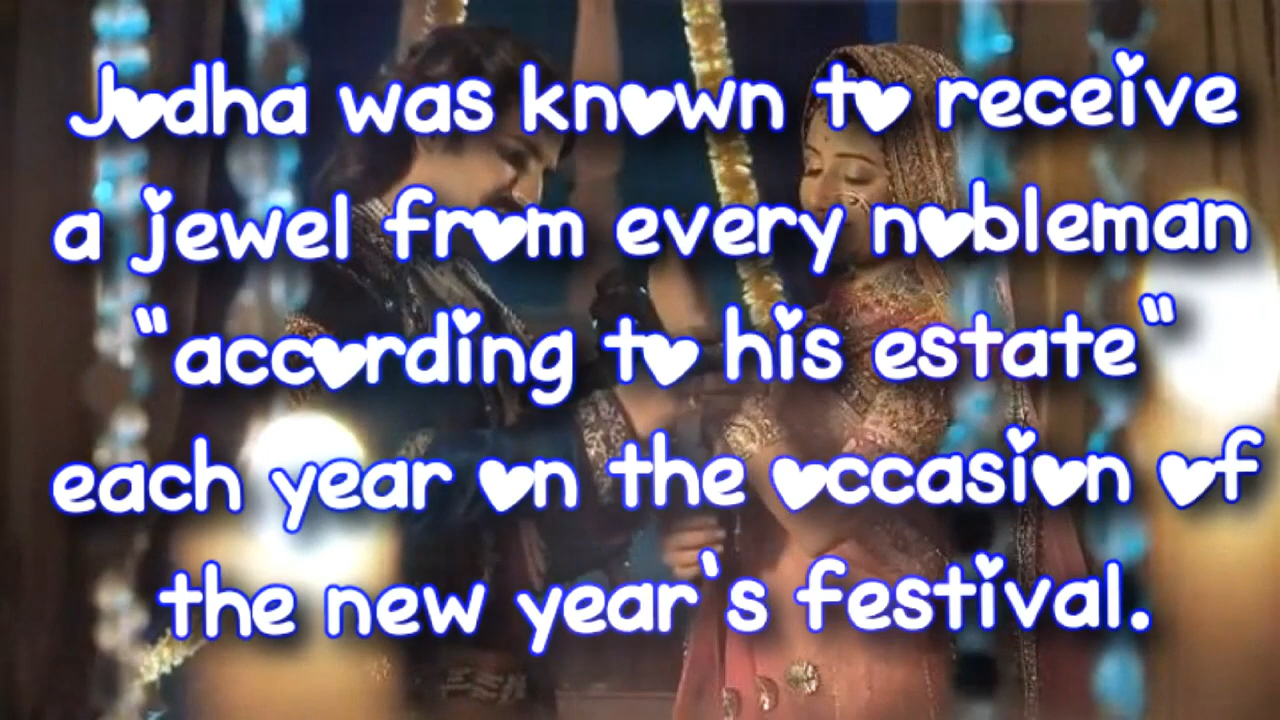 Jodha was known to receive
a jewel from every nobleman
"according to his estate"
each year on the occasion of
the new year's festival.